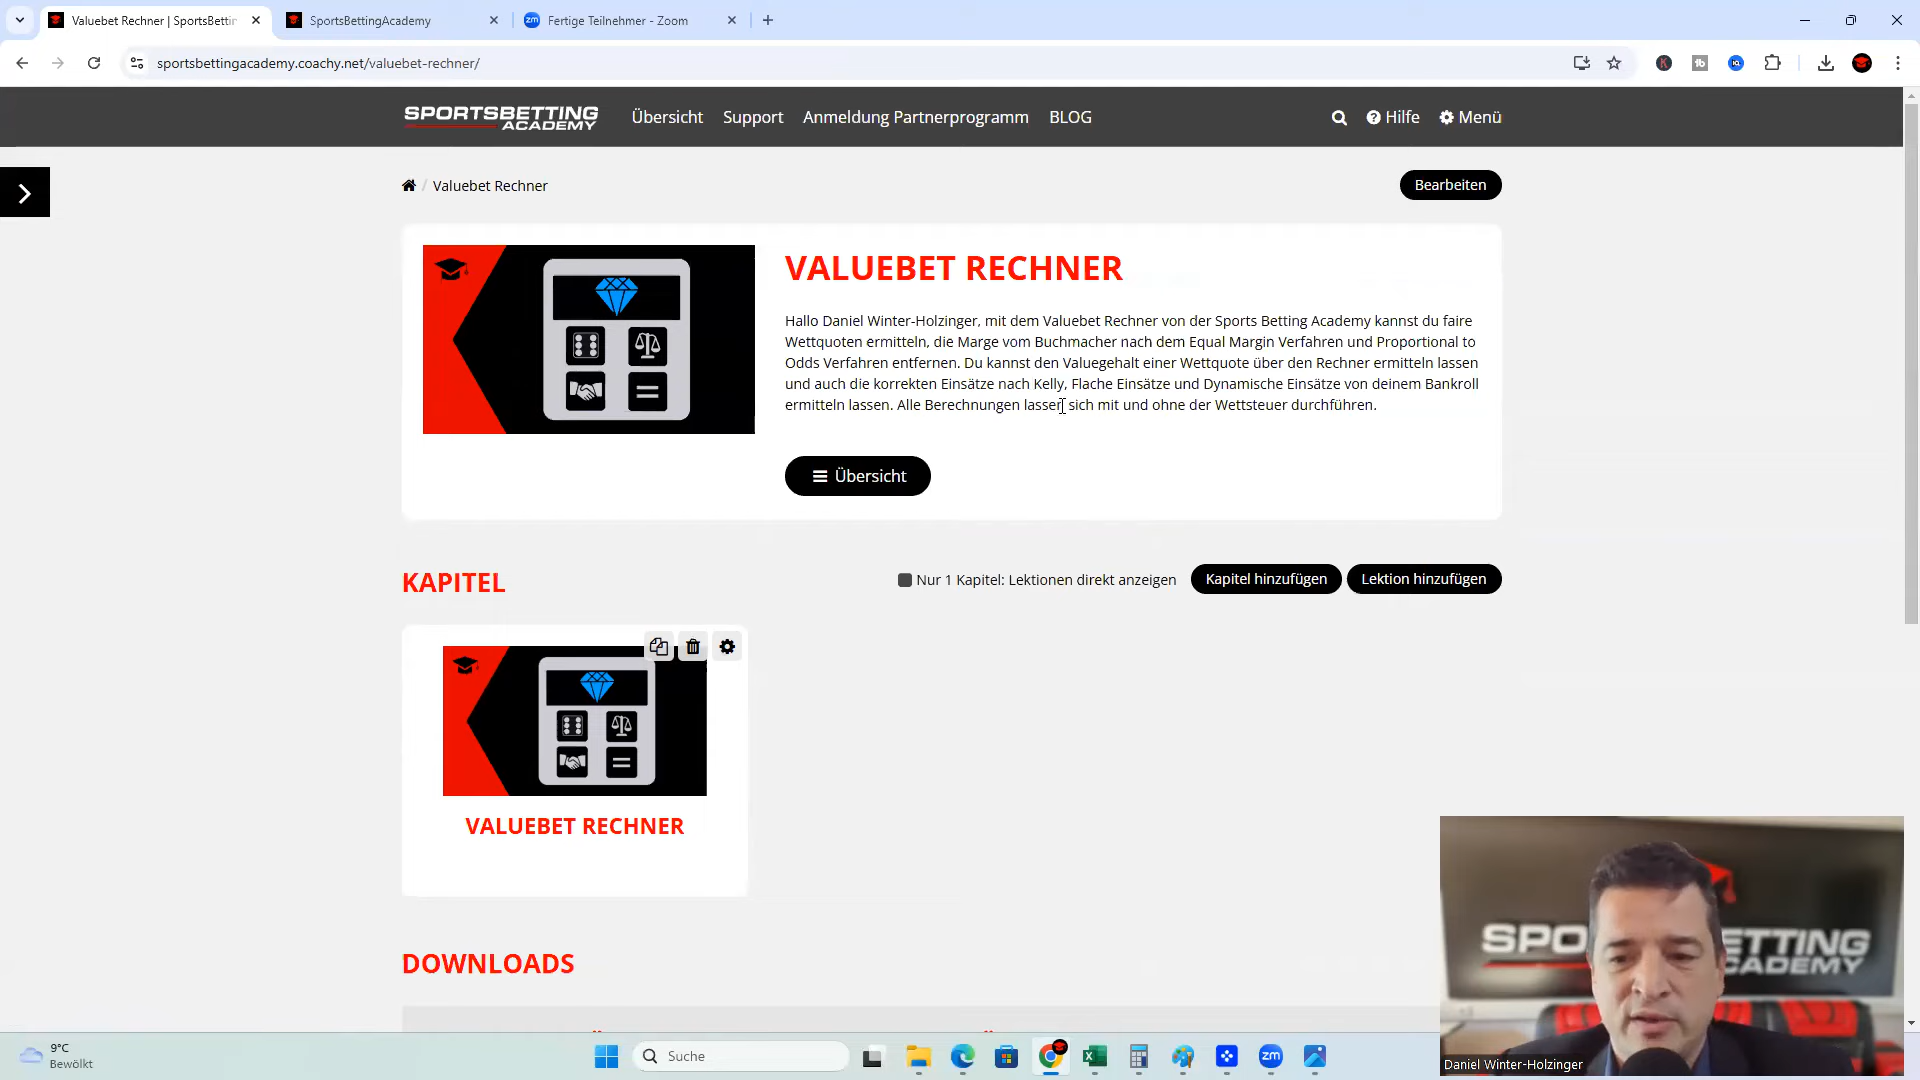 Valuebet Rechner | SportsBettin
SportsBettingAcademy
Fertige Teilnehmer - Zoom
sportsbettingacademy.coachy.net/valuebet-rechner/
SPORTSBETTING
ACADEMY
Übersicht
Support
Anmeldung Partnerprogramm
BLOG
Hilfe
Menü
/ Valuebet Rechner
Bearbeiten
VALUEBET RECHNER
Hallo Daniel Winter-Holzinger, mit dem Valuebet Rechner von der Sports Betting Academy kannst du faire
Wettquoten ermitteln, die Marge vom Buchmacher nach dem Equal Margin Verfahren und Proportional to
Odds Verfahren entfernen. Du kannst den Valuegehalt einer Wettquote über den Rechner ermitteln lassen
und auch die korrekten Einsätze nach Kelly, Flache Einsätze und Dynamische Einsätze von deinem Bankroll
ermitteln lassen. Alle Berechnungen lassen sich mit und ohne der Wettsteuer durchführen.
Übersicht
KAPITEL
Nur 1 Kapitel: Lektionen direkt anzeigen
Kapitel hinzufügen
Lektion hinzufügen
VALUEBET RECHNER
DOWNLOADS
SPO ETTING
CADEMY
Daniel Winter-Holzinger
9°C
Bewölkt
Suche
zm